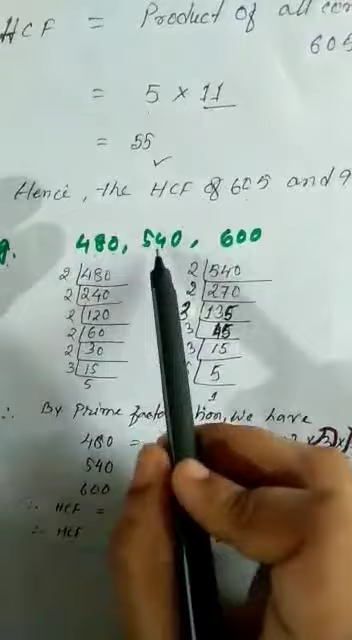 HCF = Product of all
605
= 5 × 11
= 55
Hence, the HCF of 605 and 9
g. 480, 540, 600
2 480 2 540
2 240 2 270
2 120 3 135
2 60 3 45
2 30 3 15
3 15 5
5 1
∴ By Prime , we have
480 =
540
600
∴ HCF =
∴ HCF